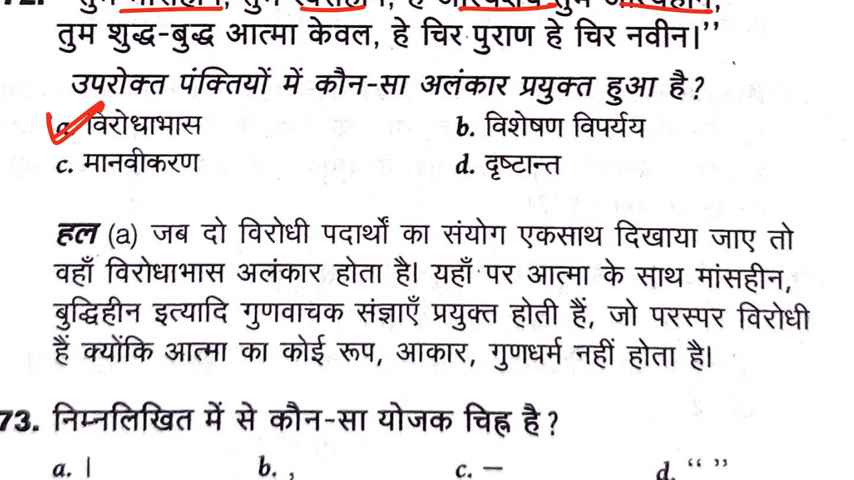 तुम शुद्ध-बुद्ध आत्मा केवल, हे चिर पुराण हे चिर नवीन।’’
उपरोक्त पंक्तियों में कौन-सा अलंकार प्रयुक्त हुआ है?
a. विरोधाभास b. विशेषण विपर्यय
c. मानवीकरण d. दृष्टान्त
हल (a) जब दो विरोधी पदार्थों का संयोग एकसाथ दिखाया जाए तो
वहाँ विरोधाभास अलंकार होता है। यहाँ पर आत्मा के साथ मांसहीन,
बुद्धिहीन इत्यादि गुणवाचक संज्ञाएँ प्रयुक्त होती हैं, जो परस्पर विरोधी
हैं क्योंकि आत्मा का कोई रूप, आकार, गुणधर्म नहीं होता है।
73. निम्नलिखित में से कौन-सा योजक चिह्न है?
a. । b. , c. – d. “ ”